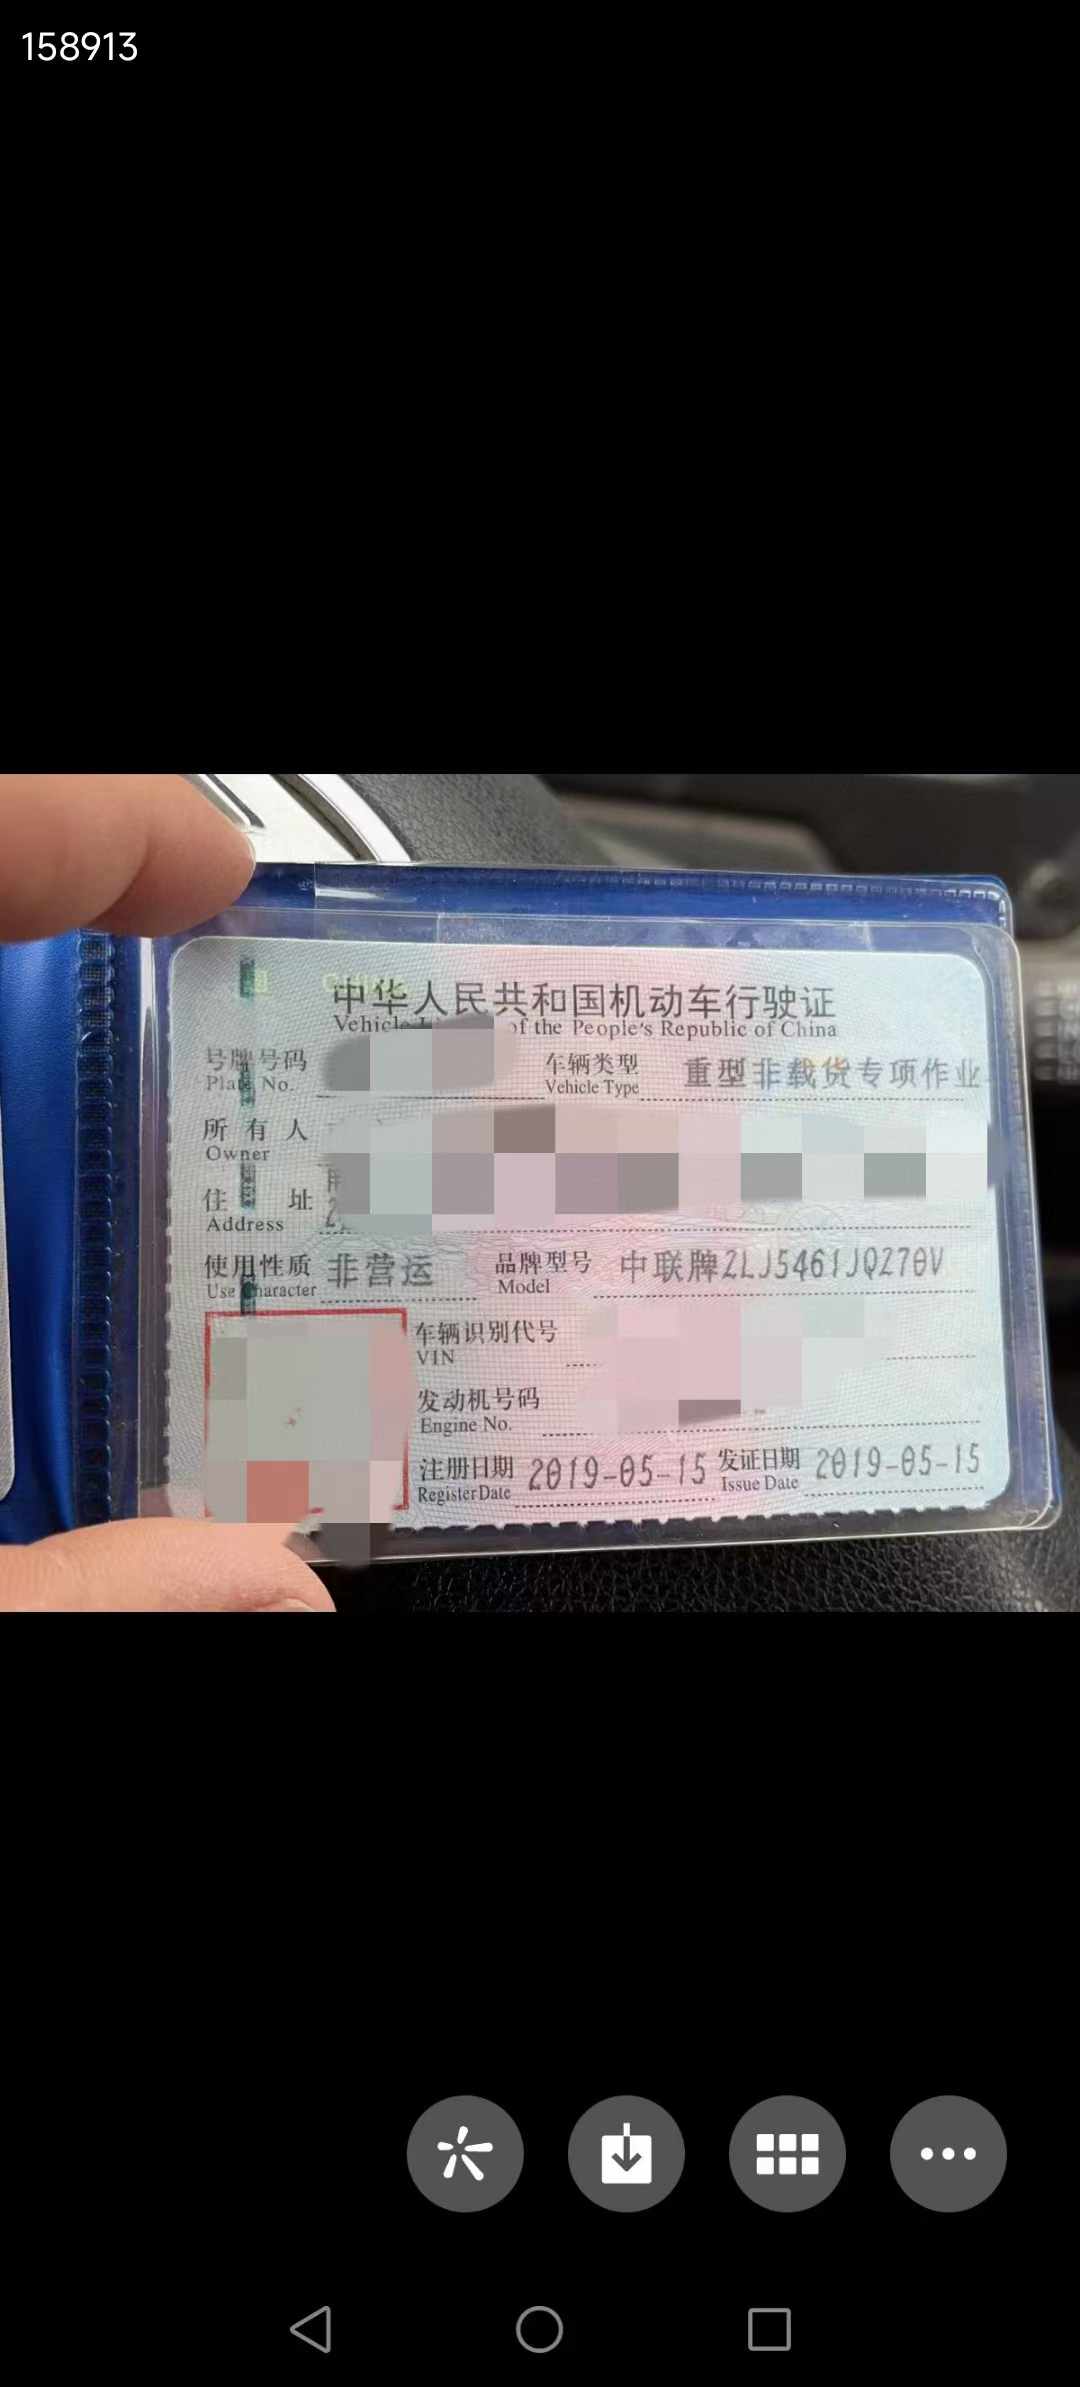 158913
中华人民共和国机动车行驶证
Vehicle of the People's Republic of China
号牌号码 车辆类型 重型非载货专项作业
Plate No. Vehicle Type
所有人
Owner
住址
Address
使用性质 非营运 品牌型号 中联牌ZLJ5461JQZ70V
Use Character Model
车辆识别代号
VIN
发动机号码
Engine No.
注册日期 2019-05-15 发证日期 2019-05-15
Register Date Issue Date